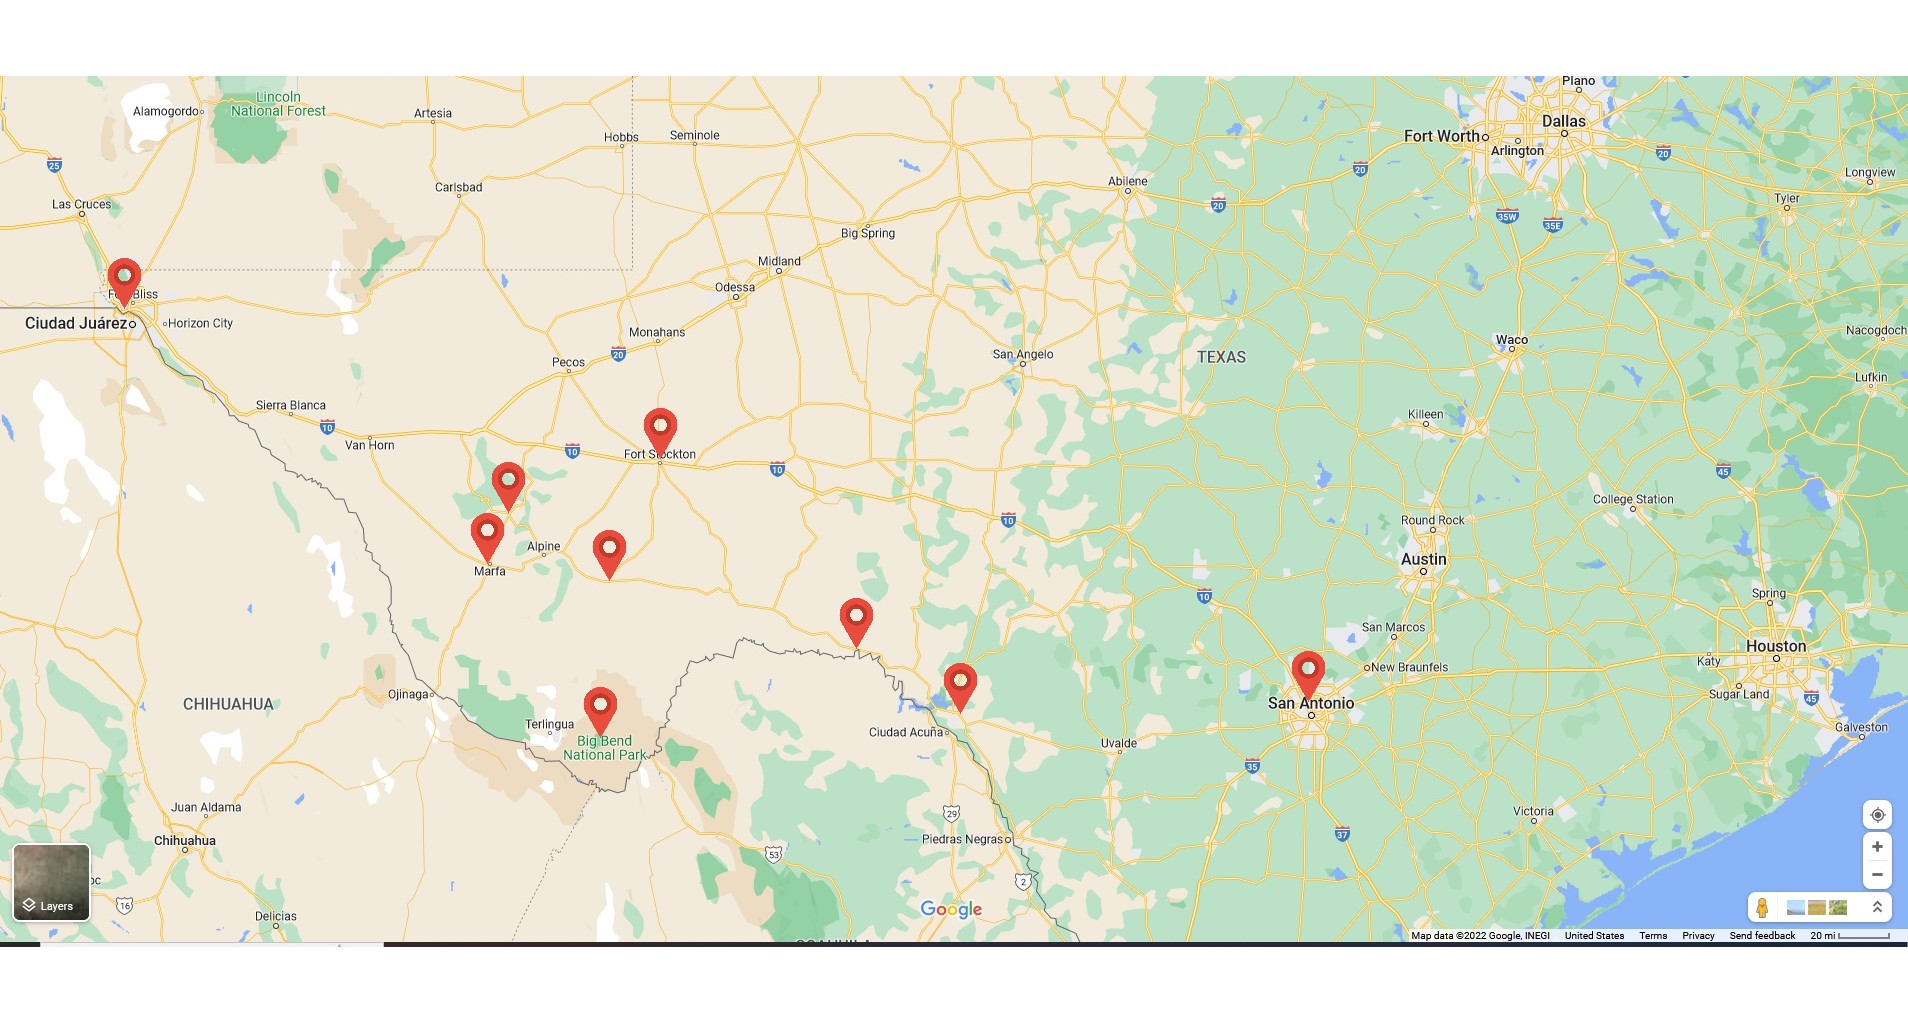 Plano
Lincoln
National Forest
Alamogordo
Artesia
Dallas
Fort Worth
Hobbs
Seminole
Arlington
25
20
20
Longview
Abilene
Carlsbad
Tyler
Las Cruces
20
35W
35E
Big Spring
Midland
Odessa
Bliss
Ciudad Juárez
Horizon City
Monahans
Nacogdoch
Waco
20
San Angelo
TEXAS
Pecos
Lufkin
Sierra Blanca
Killeen
10
Van Horn
10
Fort Stockton
10
45
College Station
10
Round Rock
Alpine
Austin
Marfa
Spring
10
San Marcos
Houston
Katy
New Braunfels
Ojinaga
Sugar Land
45
CHIHUAHUA
San Antonio
Terlingua
Galveston
Ciudad Acuña
Big Bend
National Park
Uvalde
35
Juan Aldama
29
Victoria
37
Chihuahua
Piedras Negras
53
2
16
Layers
Google
Delicias
Map data ©2022 Google, INEGI United States Terms Privacy Send feedback 20 mi